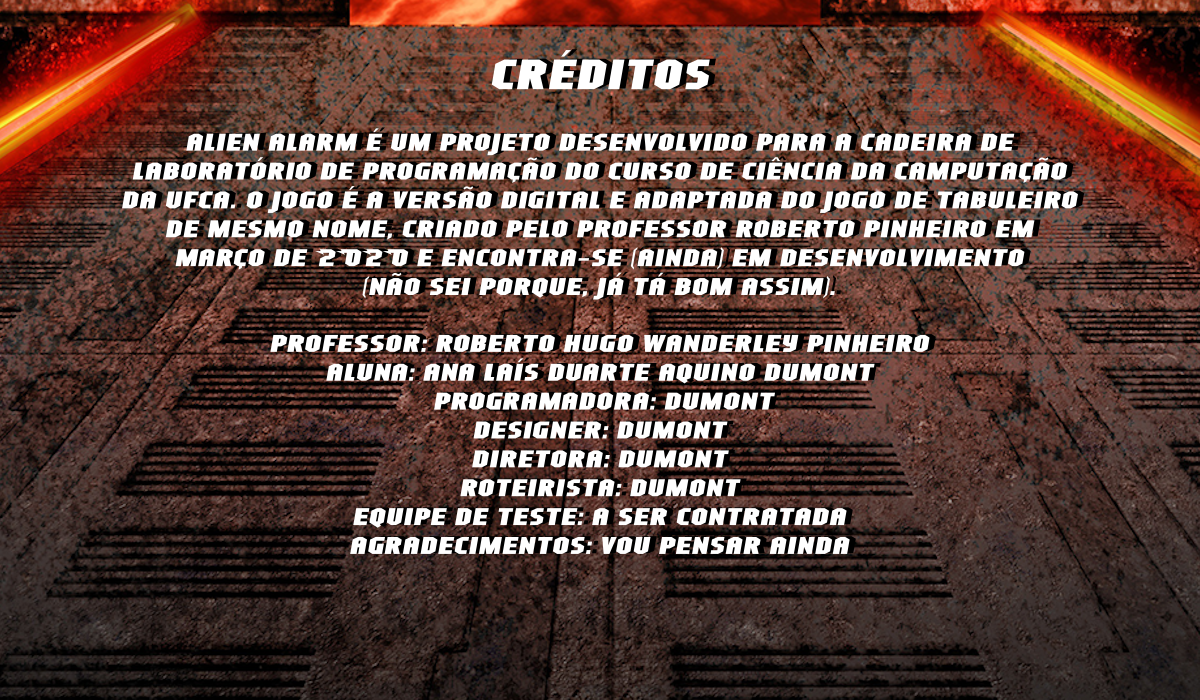 CRÉDITOS
ALIEN ALARM É UM PROJETO DESENVOLVIDO PARA A CADEIRA DE
LABORATÓRIO DE PROGRAMAÇÃO DO CURSO DE CIÊNCIA DA CAMPUTAÇÃO
DA UFCA. O JOGO É A VERSÃO DIGITAL E ADAPTADA DO JOGO DE TABULEIRO
DE MESMO NOME, CRIADO PELO PROFESSOR ROBERTO PINHEIRO EM
MARÇO DE 2020 E ENCONTRA-SE (AINDA) EM DESENVOLVIMENTO
(NÃO SEI PORQUE, JÁ TÁ BOM ASSIM).
PROFESSOR: ROBERTO HUGO WANDERLEY PINHEIRO
ALUNA: ANA LAÍS DUARTE AQUINO DUMONT
PROGRAMADORA: DUMONT
DESIGNER: DUMONT
DIRETORA: DUMONT
ROTEIRISTA: DUMONT
EQUIPE DE TESTE: A SER CONTRATADA
AGRADECIMENTOS: VOU PENSAR AINDA